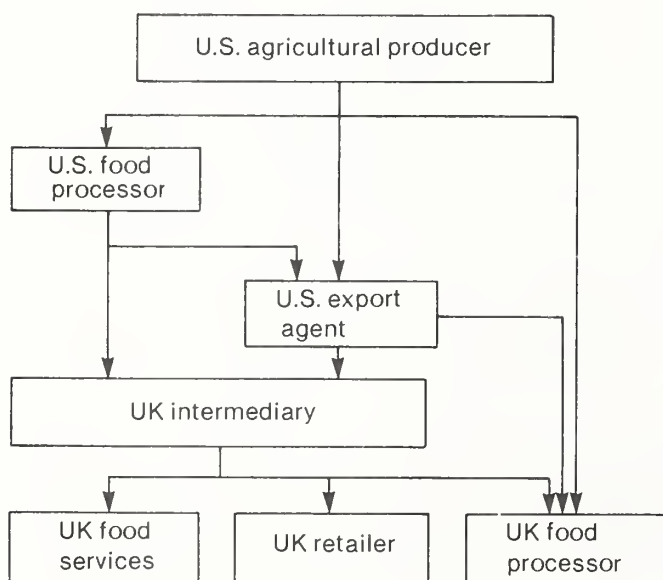 U.S. agricultural producer
U.S. food
processor
U.S. export
agent
UK intermediary
UK food
services
UK retailer
UK food
processor